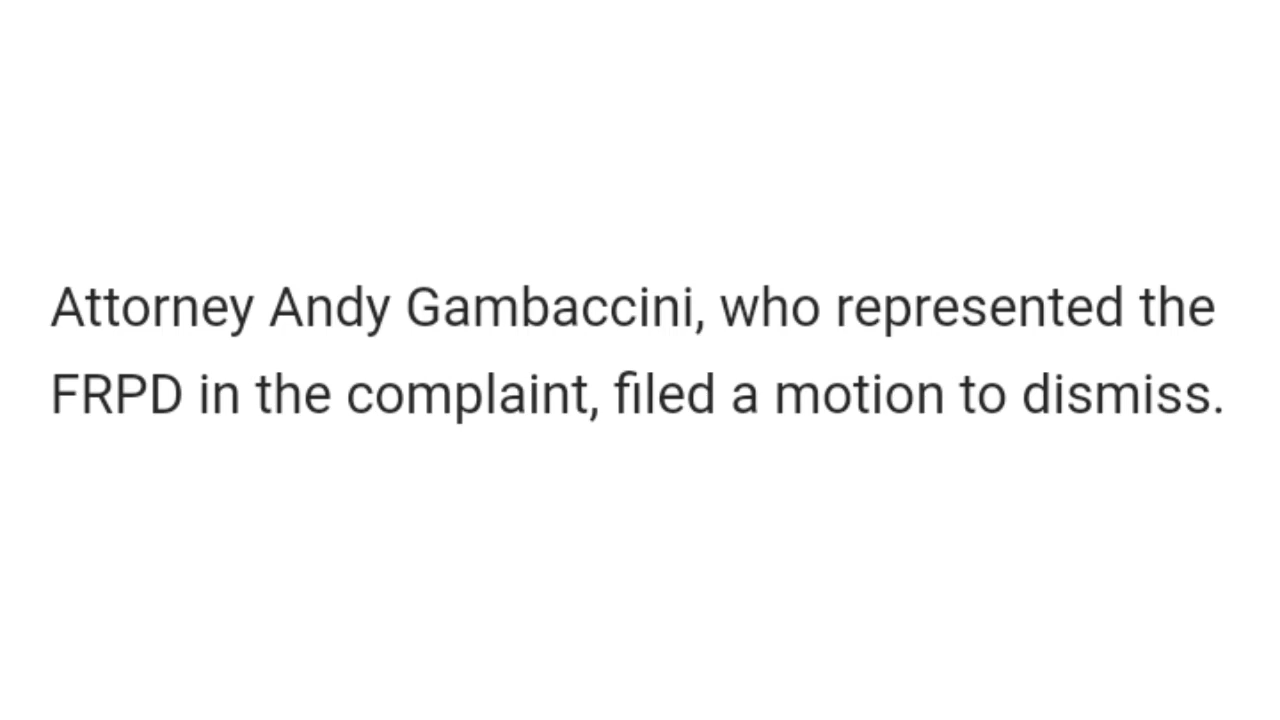 Attorney Andy Gambaccini, who represented the
FRPD in the complaint, filed a motion to dismiss.